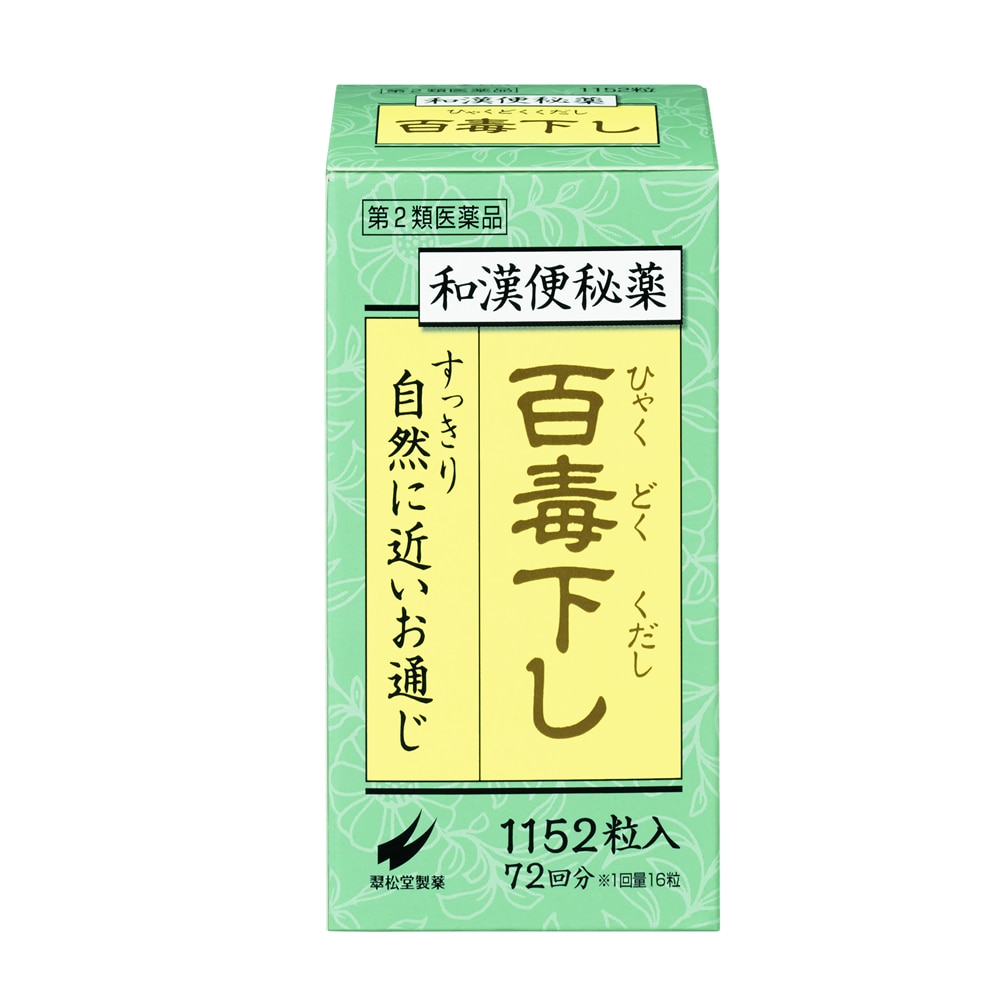 ［第２類医薬品］
1152粒
和漢便秘薬
ひゃくどくくだし
百毒下し
第２類医薬品
和漢便秘薬
ひゃく どく くだし
百毒下し
すっきり
自然に近いお通じ
1152粒入
72回分 ※1回量16粒
翠松堂製薬